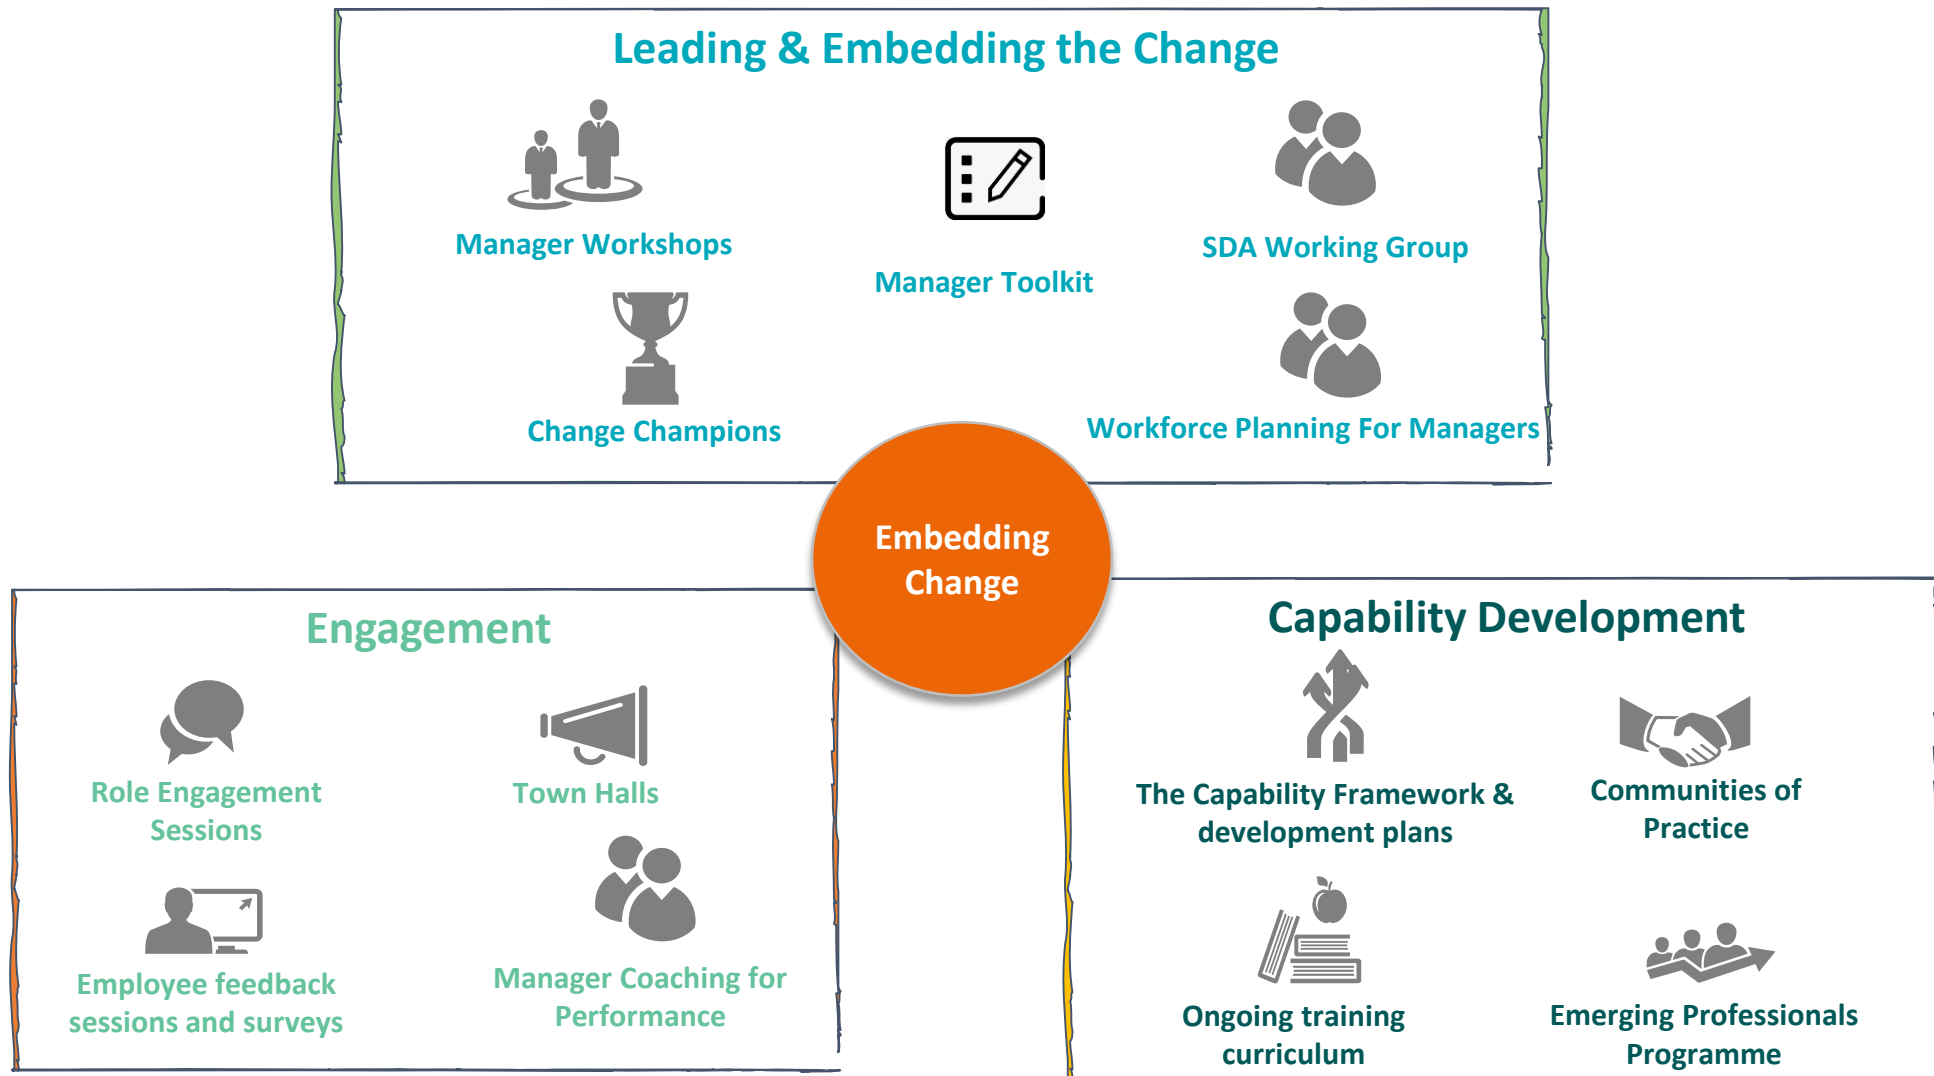 Leading & Embedding the Change
Manager Workshops
Manager Toolkit
SDA Working Group
Change Champions
Workforce Planning For Managers
Embedding
Change
Engagement
Role Engagement
Sessions
Town Halls
Employee feedback
sessions and surveys
Manager Coaching for
Performance
Capability Development
The Capability Framework &
development plans
Communities of
Practice
Ongoing training
curriculum
Emerging Professionals
Programme